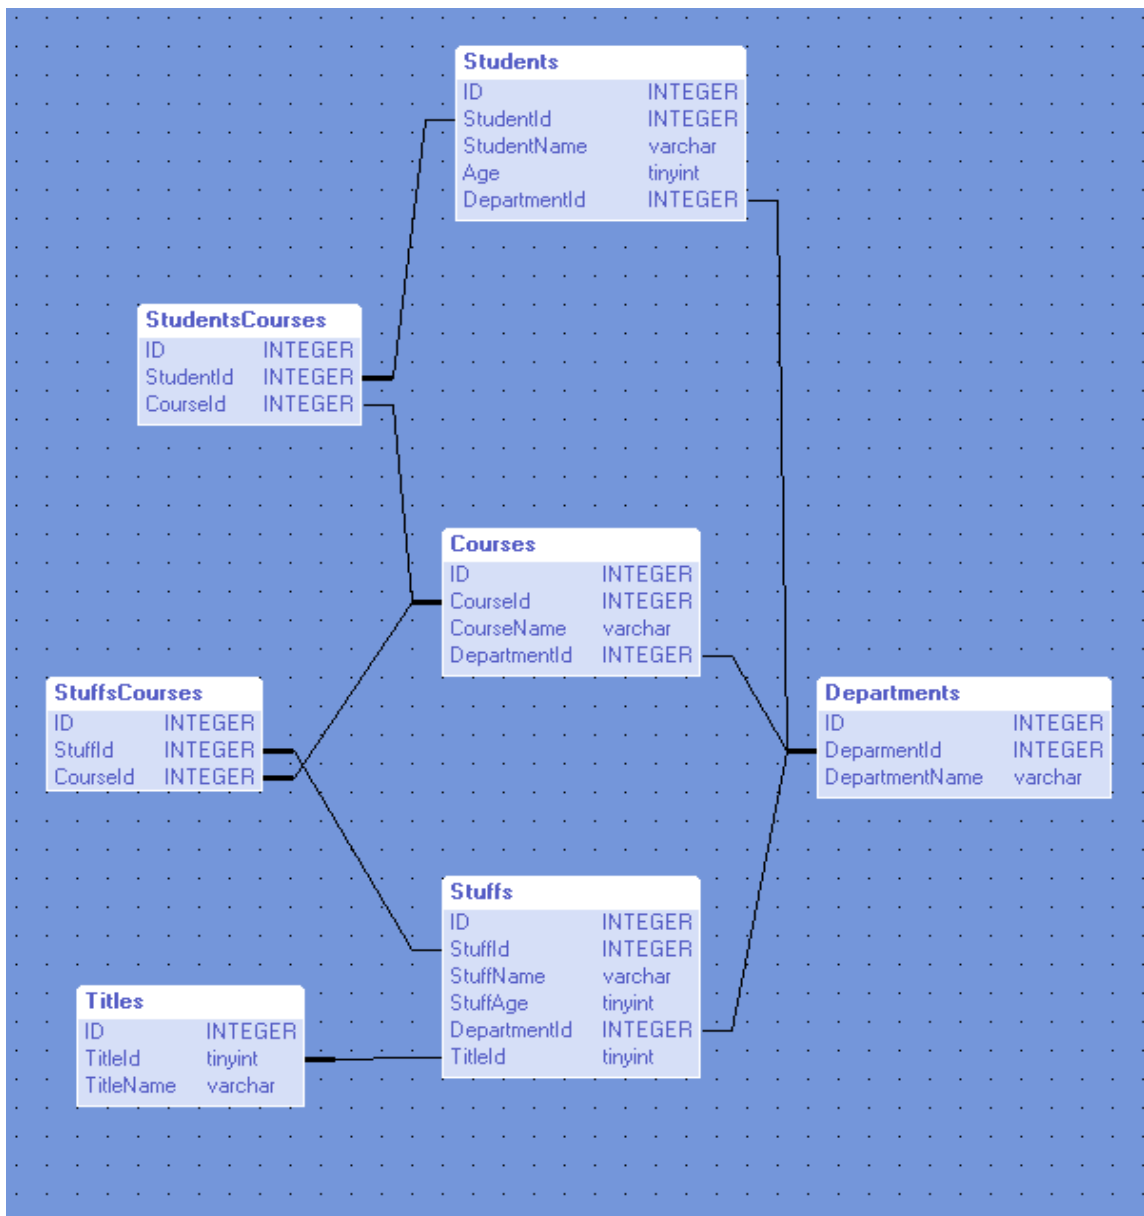 Students
ID INTEGER
StudentId INTEGER
StudentName varchar
Age tinyint
DepartmentId INTEGER
StudentsCourses
ID INTEGER
StudentId INTEGER
CourseId INTEGER
Courses
ID INTEGER
CourseId INTEGER
CourseName varchar
DepartmentId INTEGER
StuffsCourses
ID INTEGER
StuffId INTEGER
CourseId INTEGER
Departments
ID INTEGER
DeparmentId INTEGER
DepartmentName varchar
Stuffs
ID INTEGER
StuffId INTEGER
StuffName varchar
StuffAge tinyint
DepartmentId INTEGER
TitleId tinyint
Titles
ID INTEGER
TitleId tinyint
TitleName varchar